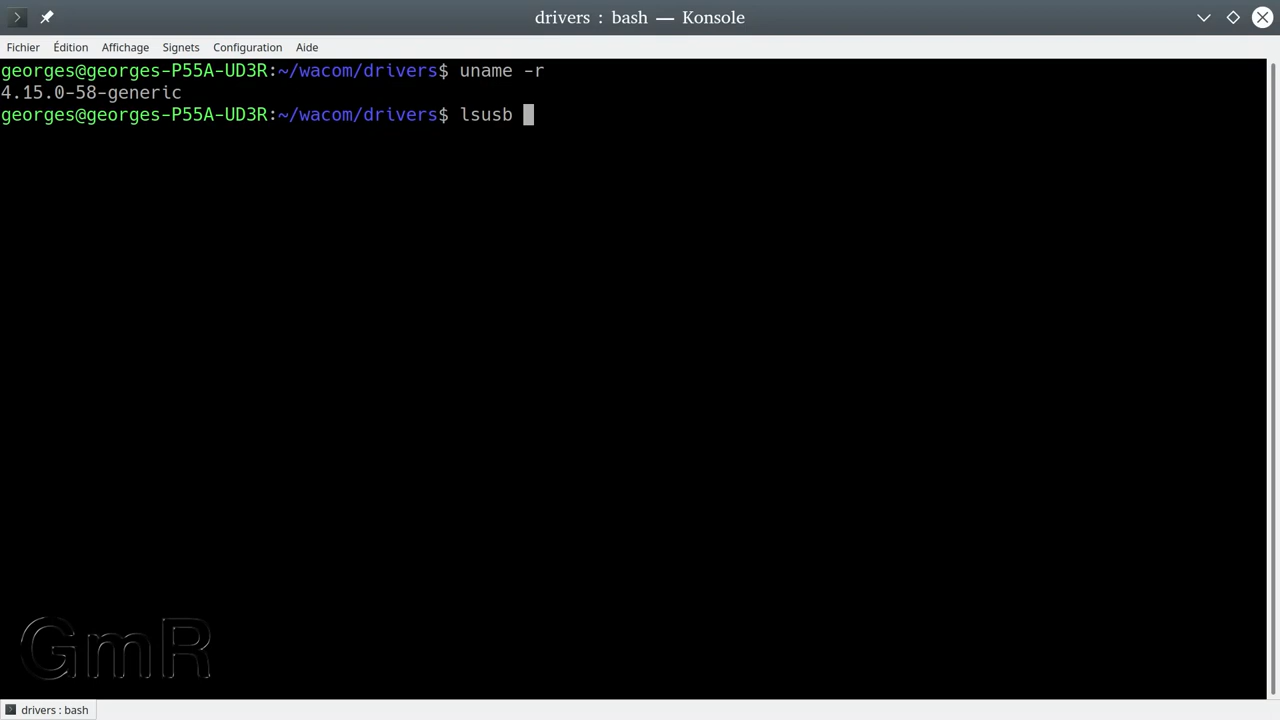 drivers : bash — Konsole
Fichier Édition Affichage Signets Configuration Aide
georges@georges-P55A-UD3R:~/wacom/drivers$ uname -r
4.15.0-58-generic
georges@georges-P55A-UD3R:~/wacom/drivers$ lsusb
GmR
drivers : bash